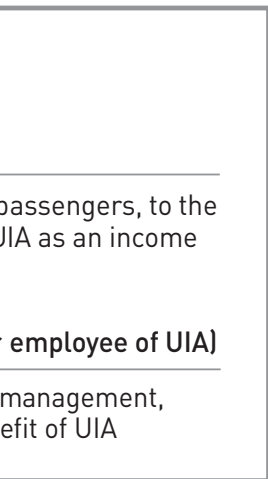 passengers, to the
UIA as an income
employee of UIA)
management,
efit of UIA